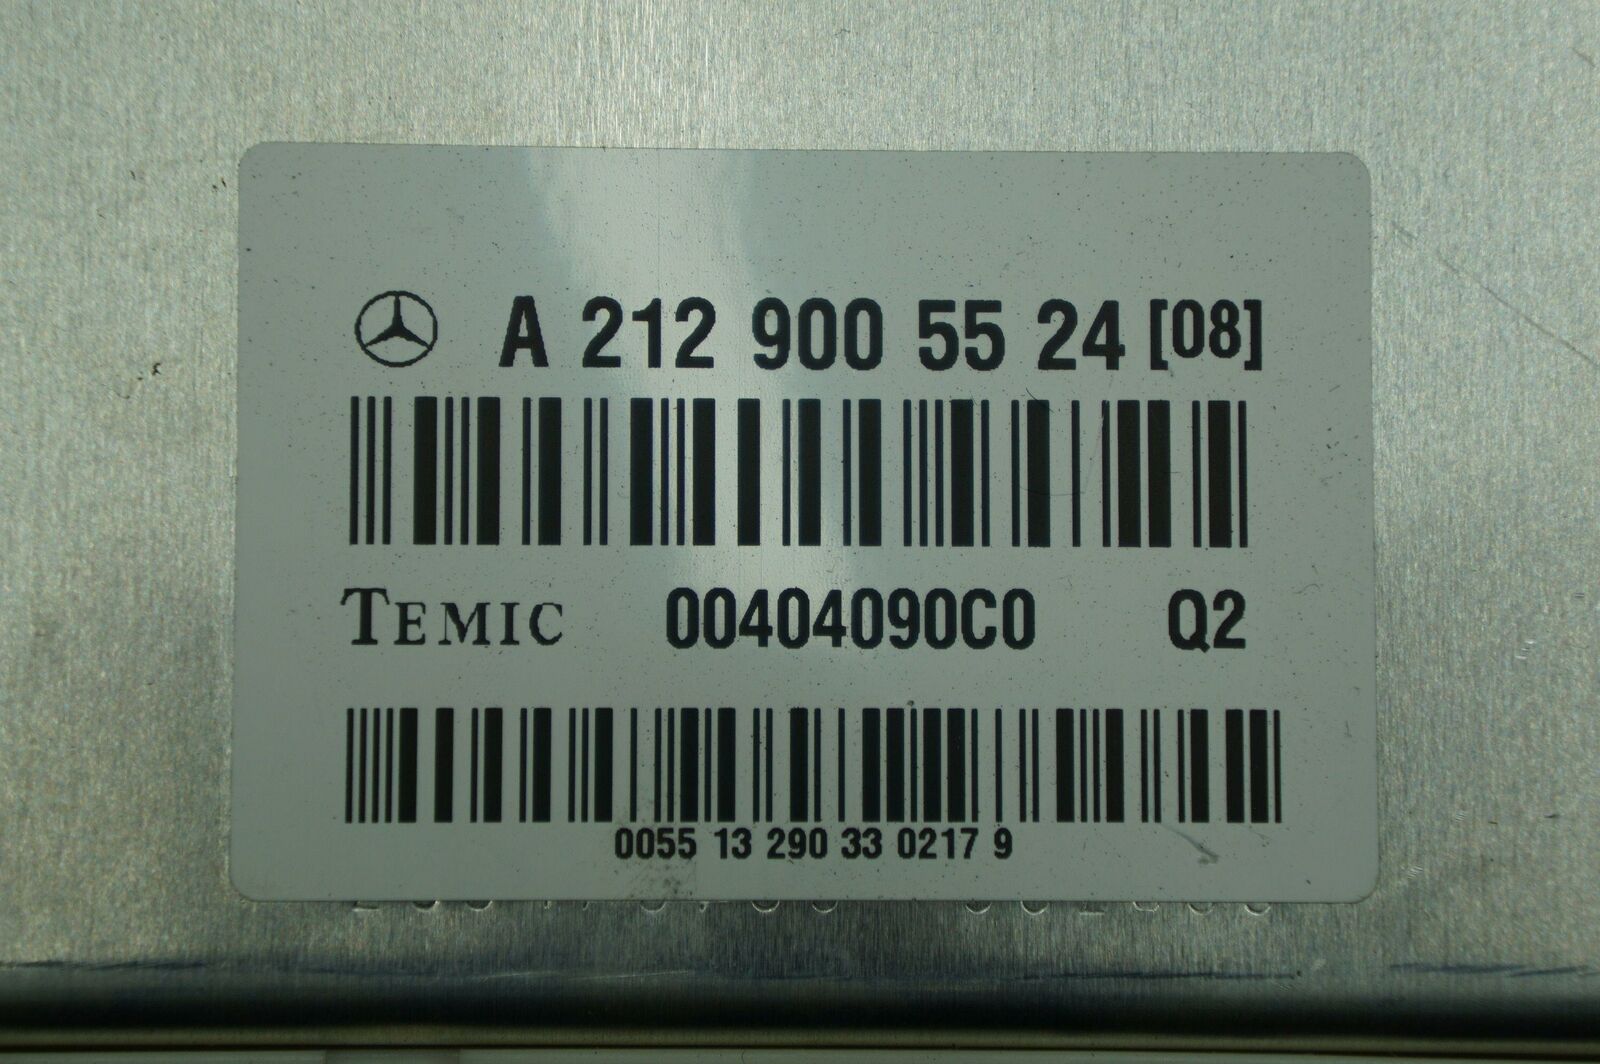 A 212 900 55 24 [08]
TEMIC 00404090C0 Q2
0055 13 290 33 0217 9